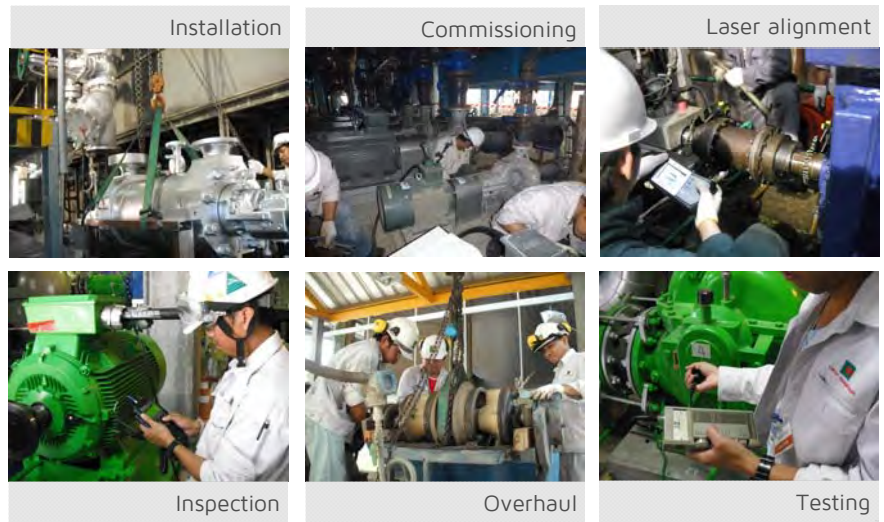 Installation
Commissioning
Laser alignment
Inspection
Overhaul
Testing